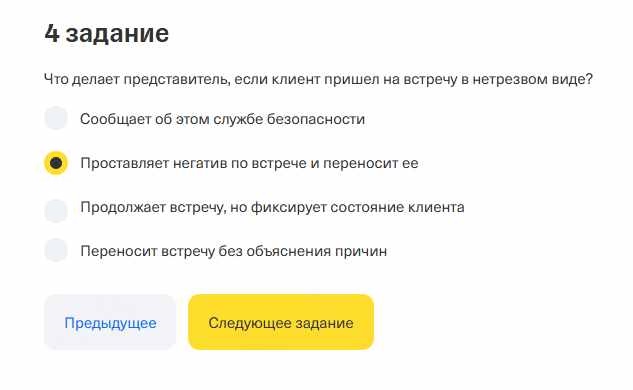 4 задание
Что делает представитель, если клиент пришел на встречу в нетрезвом виде?
Сообщает об этом службе безопасности
Проставляет негатив по встрече и переносит ее
Продолжает встречу, но фиксирует состояние клиента
Переносит встречу без объяснения причин
Предыдущее
Следующее задание